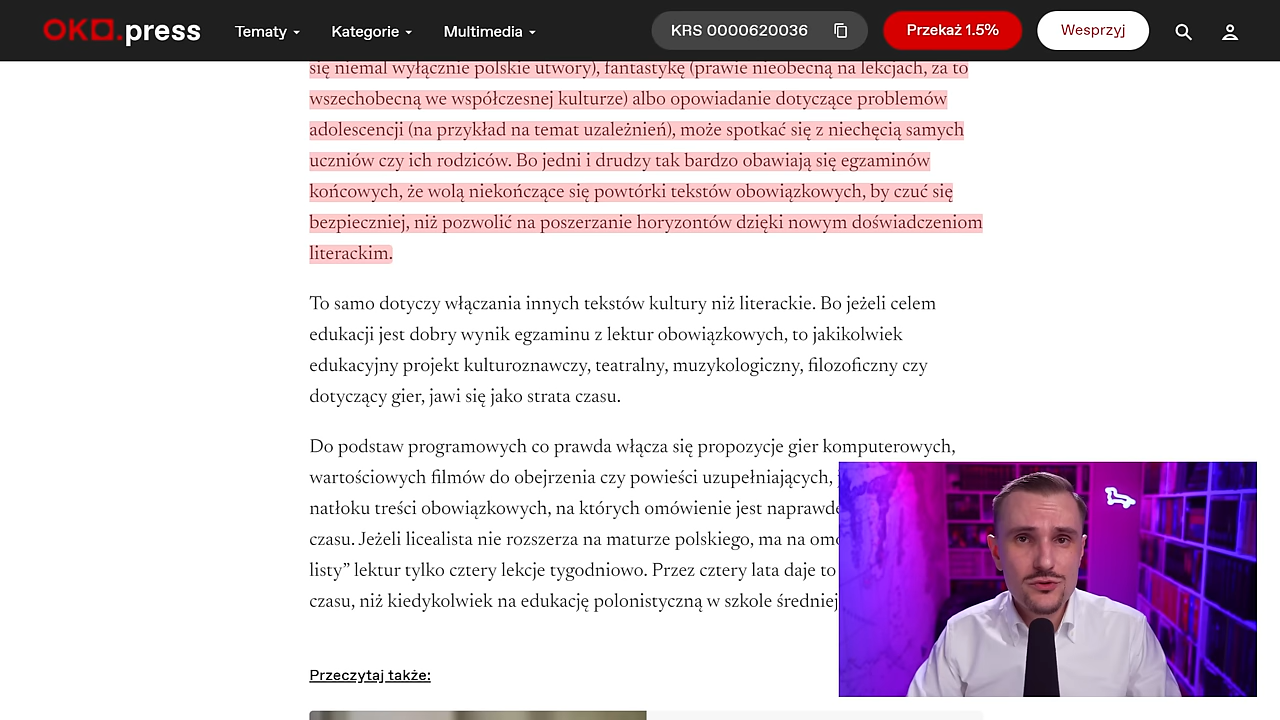 OKO.press
Tematy
Kategorie
Multimedia
KRS 0000620036
Przekaż 1.5%
Wesprzyj
się niemal wyłącznie polskie utwory), fantastykę (prawie nieobecną na lekcjach, za to
wszechobecną we współczesnej kulturze) albo opowiadanie dotyczące problemów
adolescencji (na przykład na temat uzależnień), może spotkać się z niechęcią samych
uczniów czy ich rodziców. Bo jedni i drudzy tak bardzo obawiają się egzaminów
końcowych, że wolą niekończące się powtórki tekstów obowiązkowych, by czuć się
bezpieczniej, niż pozwolić na poszerzanie horyzontów dzięki nowym doświadczeniom
literackim.
To samo dotyczy włączania innych tekstów kultury niż literackie. Bo jeżeli celem
edukacji jest dobry wynik egzaminu z lektur obowiązkowych, to jakikolwiek
edukacyjny projekt kulturoznawczy, teatralny, muzykologiczny, filozoficzny czy
dotyczący gier, jawi się jako strata czasu.
Do podstaw programowych co prawda włącza się propozycje gier komputerowych,
wartościowych filmów do obejrzenia czy powieści uzupełniających,
natłoku treści obowiązkowych, na których omówienie jest naprawdę
czasu. Jeżeli licealista nie rozszerza na maturze polskiego, ma na
listy” lektur tylko cztery lekcje tygodniowo. Przez cztery lata daje to
czasu, niż kiedykolwiek na edukację polonistyczną w szkole średniej
Przeczytaj także: